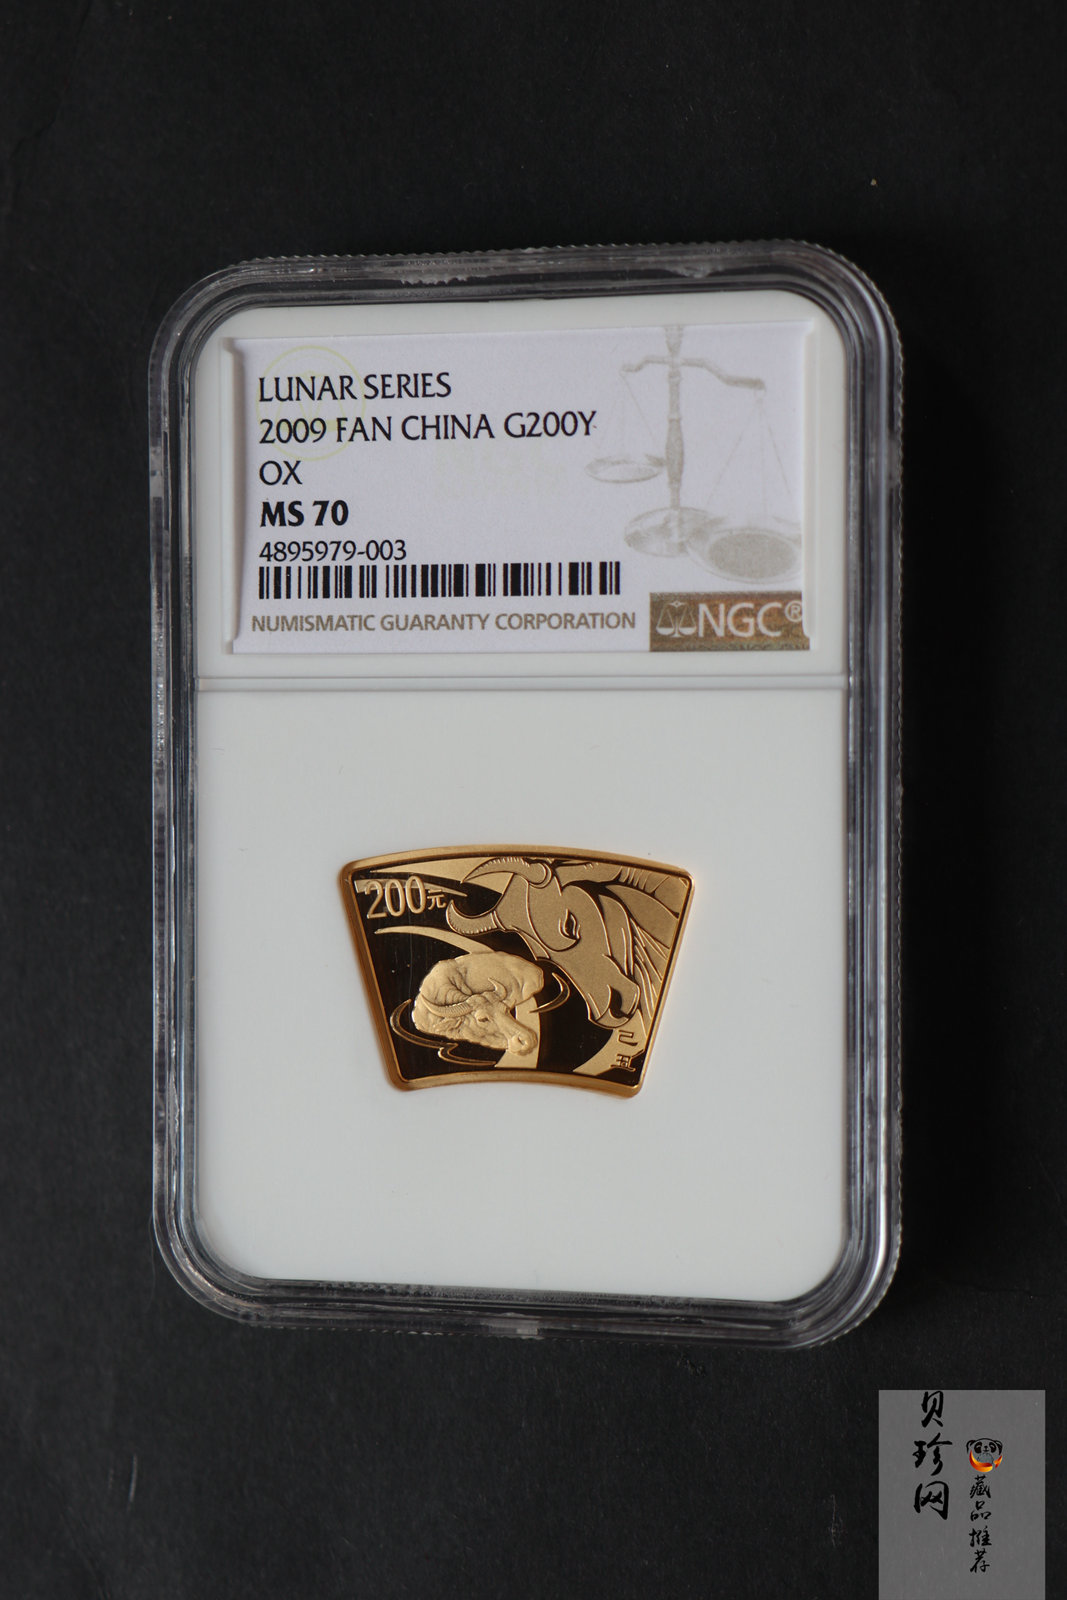 LUNAR SERIES
2009 FAN CHINA G200Y
OX
MS 70
4895979-003
NUMISMATIC GUARANTY CORPORATION
NGC®
200元
己
丑
贝珍网
藏品推荐